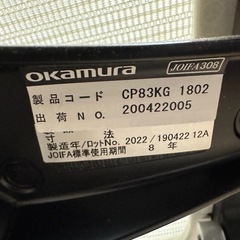 okamura JOIFA308
製品コード CP83KG 1802
出荷NO. 200422005
寸法
製造年/ロットNo. 2022/190422 12A
JOIFA標準使用期間 8年